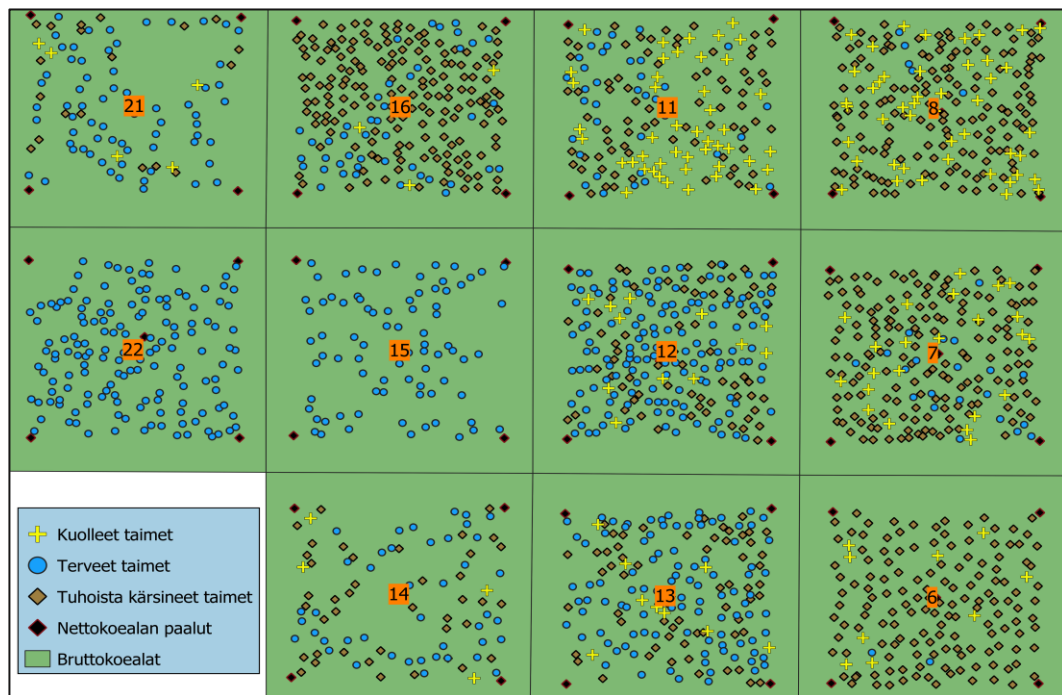 21
16
11
8
22
15
12
7
14
13
6
Kuolleet taimet
Terveet taimet
Tuhoista kärsineet taimet
Nettokoealan paalut
Bruttokoealat